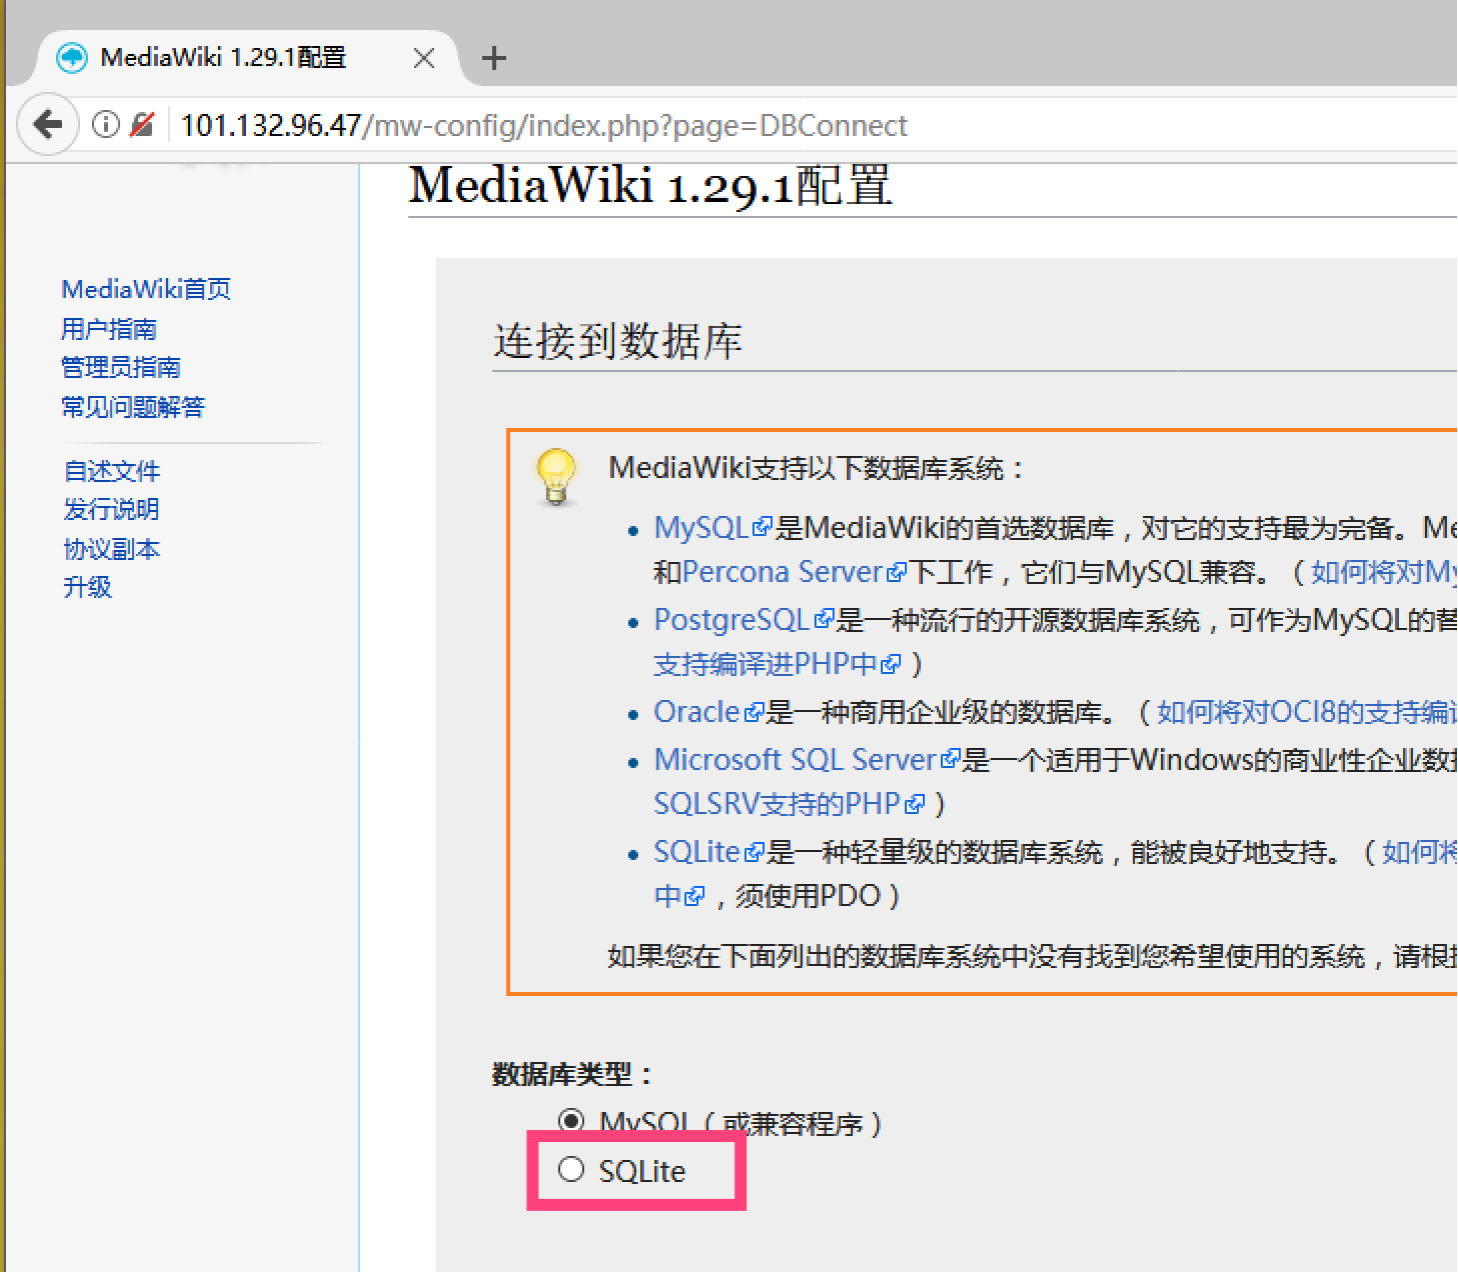 MediaWiki 1.29.1配置
101.132.96.47/mw-config/index.php?page=DBConnect
MediaWiki 1.29.1配置
MediaWiki首页
用户指南
管理员指南
常见问题解答
自述文件
发行说明
协议副本
升级
连接到数据库
MediaWiki支持以下数据库系统：
MySQL是MediaWiki的首选数据库，对它的支持最为完备。Me
和Percona Server下工作，它们与MySQL兼容。（如何将对My
PostgreSQL是一种流行的开源数据库系统，可作为MySQL的替
支持编译进PHP中）
Oracle是一种商用企业级的数据库。（如何将对OCI8的支持编译
Microsoft SQL Server是一个适用于Windows的商业性企业数据
SQLSRV支持的PHP）
SQLite是一种轻量级的数据库系统，能被良好地支持。（如何将
中，须使用PDO）
如果您在下面列出的数据库系统中没有找到您希望使用的系统，请根据
数据库类型：
MySQL（或兼容程序）
SQLite